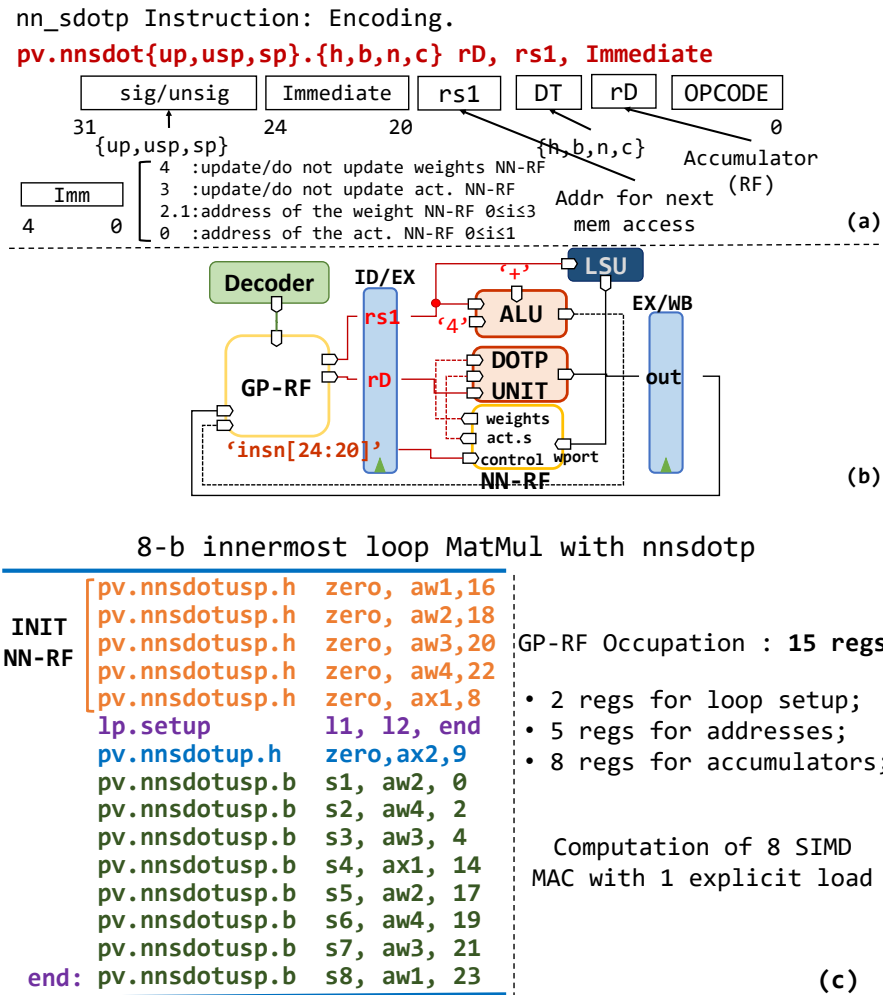 nn_sdotp Instruction: Encoding.
pv.nnsdot{up,usp,sp}.{h,b,n,c} rD, rs1, Immediate
sig/unsig Immediate rs1 DT rD OPCODE
31 24 20 0
{up,usp,sp} {h,b,n,c}
Accumulator
(RF)
Addr for next
mem access
Imm
4 0
4 :update/do not update weights NN-RF
3 :update/do not update act. NN-RF
2.1:address of the weight NN-RF 0≤i≤3
0 :address of the act. NN-RF 0≤i≤1
(a)
Decoder
ID/EX
‘+’
LSU
EX/WB
rs1
‘4’
ALU
GP-RF
rD
DOTP
UNIT
out
weights
act.s
control wport
‘insn[24:20]’
NN-RF
(b)
8-b innermost loop MatMul with nnsdotp
INIT
NN-RF
pv.nnsdotusp.h zero, aw1,16
pv.nnsdotusp.h zero, aw2,18
pv.nnsdotusp.h zero, aw3,20
pv.nnsdotusp.h zero, aw4,22
pv.nnsdotusp.h zero, ax1,8
lp.setup l1, l2, end
pv.nnsdotup.h zero,ax2,9
pv.nnsdotusp.b s1, aw2, 0
pv.nnsdotusp.b s2, aw4, 2
pv.nnsdotusp.b s3, aw3, 4
pv.nnsdotusp.b s4, ax1, 14
pv.nnsdotusp.b s5, aw2, 17
pv.nnsdotusp.b s6, aw4, 19
pv.nnsdotusp.b s7, aw3, 21
end: pv.nnsdotusp.b s8, aw1, 23
GP-RF Occupation : 15 regs
• 2 regs for loop setup;
• 5 regs for addresses;
• 8 regs for accumulators;
Computation of 8 SIMD
MAC with 1 explicit load
(c)